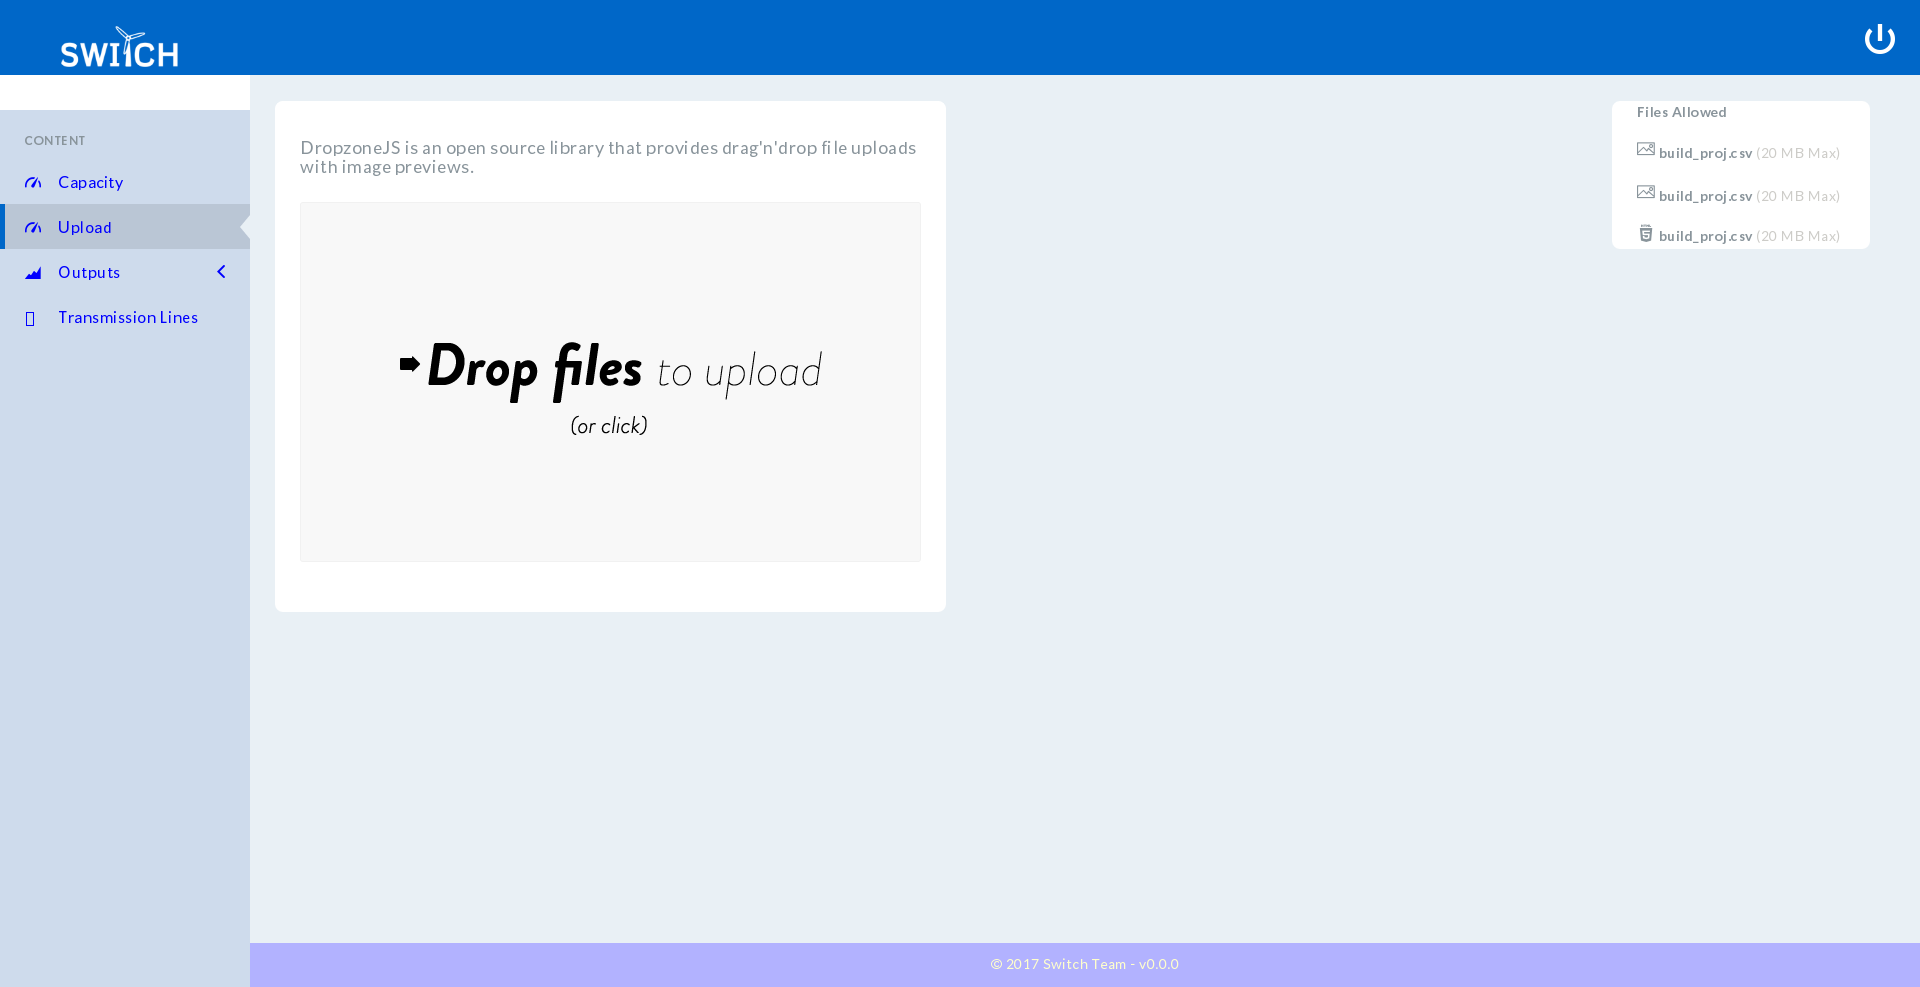 SWITCH
CONTENT
Capacity
Upload
Outputs
Transmission Lines
DropzoneJS is an open source library that provides drag'n'drop file uploads
with image previews.
Drop files to upload
(or click)
Files Allowed
build_proj.csv (20 MB Max)
build_proj.csv (20 MB Max)
build_proj.csv (20 MB Max)
© 2017 Switch Team - v0.0.0